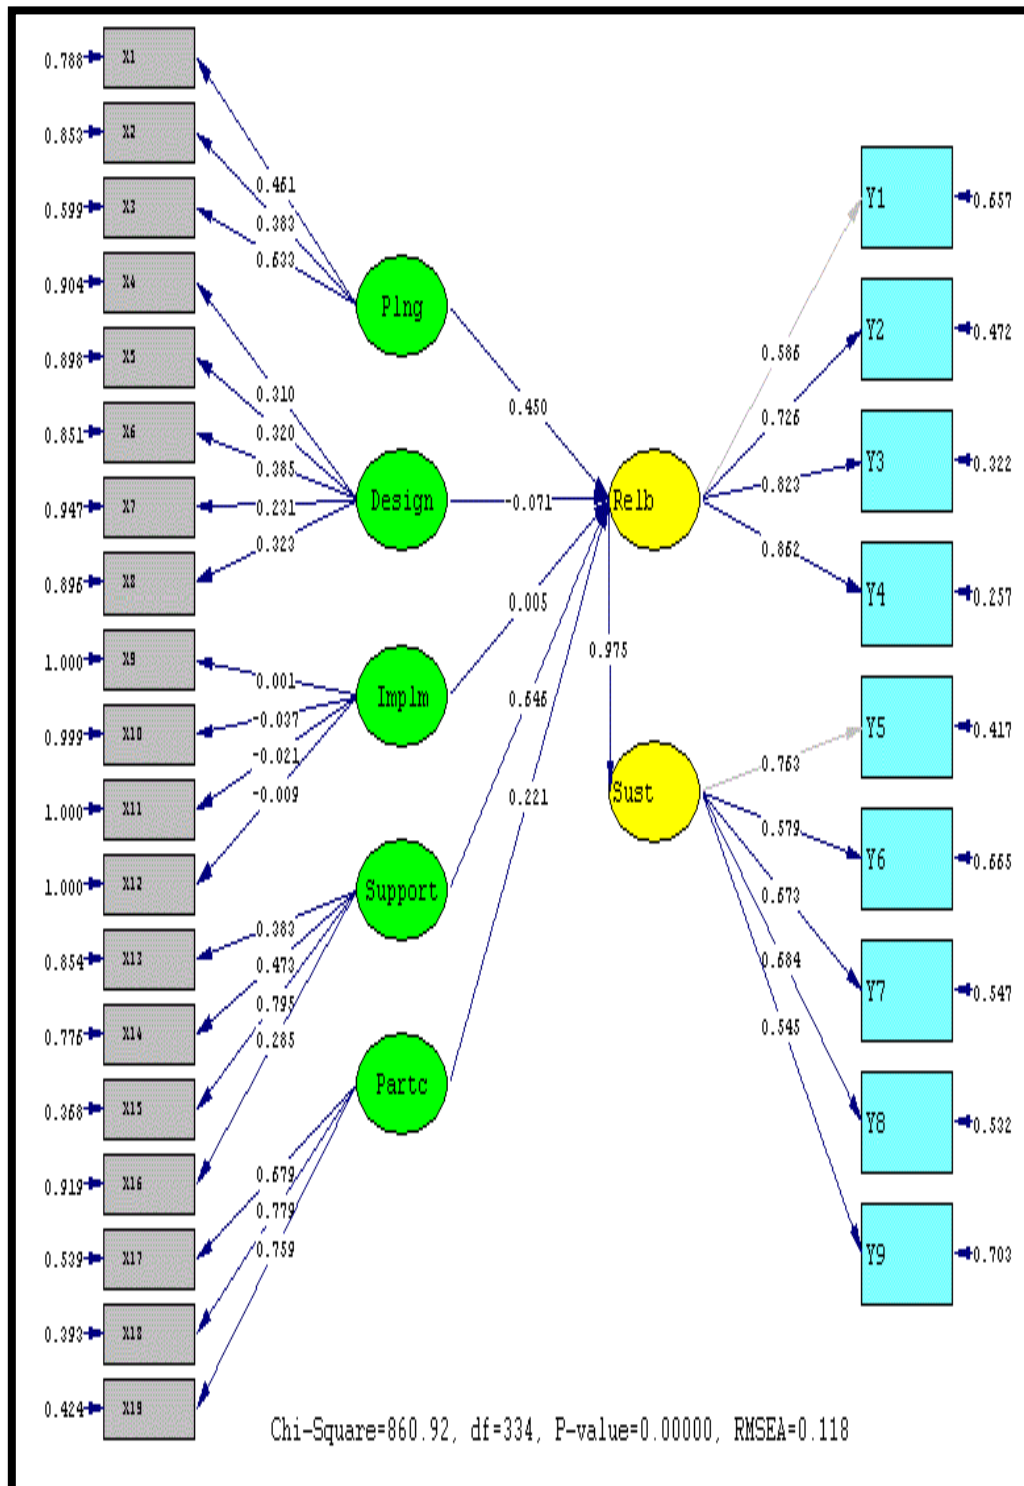 0.788 X1
0.853 X2
0.599 X3
0.904 X4
0.898 X5
0.851 X6
0.947 X7
0.896 X8
1.000 X9
0.999 X10
1.000 X11
1.000 X12
0.854 X13
0.776 X14
0.368 X15
0.919 X16
0.539 X17
0.393 X18
0.424 X19
0.461
0.383
0.633
0.310
0.320
0.385
0.231
0.323
0.001
-0.037
-0.021
-0.009
0.383
0.473
0.795
0.285
0.679
0.779
0.759
Plng
Design
Implm
Support
Partc
0.450
-0.071
0.005
0.646
0.221
Relb
0.975
Sust
0.586
0.726
0.823
0.862
0.763
0.579
0.673
0.684
0.545
Y1 0.657
Y2 0.472
Y3 0.322
Y4 0.257
Y5 0.417
Y6 0.665
Y7 0.547
Y8 0.532
Y9 0.703
Chi-Square=860.92, df=334, P-value=0.00000, RMSEA=0.118